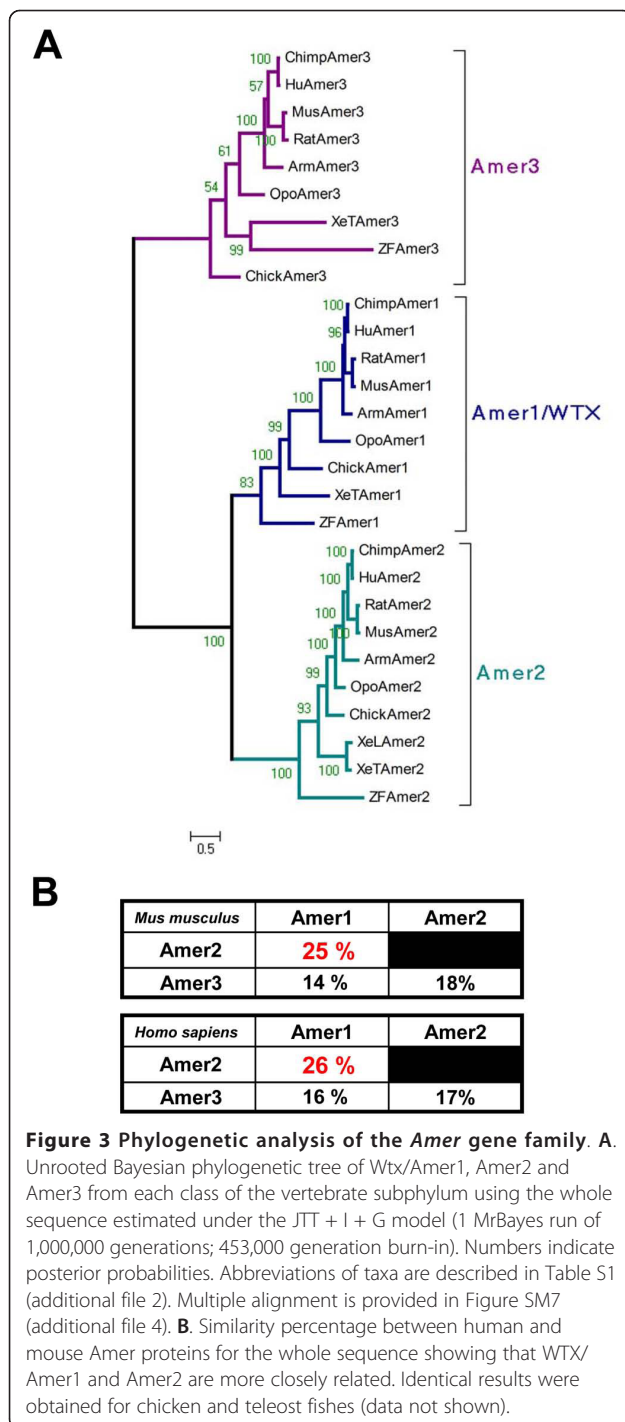 A
100
ChimpAmer3
57
HuAmer3
MusAmer3
100
100
RatAmer3
61
ArmAmer3
Amer3
54
OpoAmer3
XeTAmer3
99
ZFAmer3
ChickAmer3
100
ChimpAmer1
96
HuAmer1
RatAmer1
100
MusAmer1
100
ArmAmer1
Amer1/WTX
99
OpoAmer1
100
ChickAmer1
83
XeTAmer1
ZFAmer1
100
ChimpAmer2
100
HuAmer2
100
RatAmer2
100
MusAmer2
100
100
ArmAmer2
Amer2
99
OpoAmer2
93
ChickAmer2
XeLAmer2
100
100
XeTAmer2
ZFAmer2
0.5
B
Mus musculus Amer1 Amer2
Amer2 25 %
Amer3 14 % 18%
Homo sapiens Amer1 Amer2
Amer2 26 %
Amer3 16 % 17%
Figure 3 Phylogenetic analysis of the Amer gene family. A.
Unrooted Bayesian phylogenetic tree of Wtx/Amer1, Amer2 and
Amer3 from each class of the vertebrate subphylum using the whole
sequence estimated under the JTT + I + G model (1 MrBayes run of
1,000,000 generations; 453,000 generation burn-in). Numbers indicate
posterior probabilities. Abbreviations of taxa are described in Table S1
(additional file 2). Multiple alignment is provided in Figure SM7
(additional file 4). B. Similarity percentage between human and
mouse Amer proteins for the whole sequence showing that WTX/
Amer1 and Amer2 are more closely related. Identical results were
obtained for chicken and teleost fishes (data not shown).